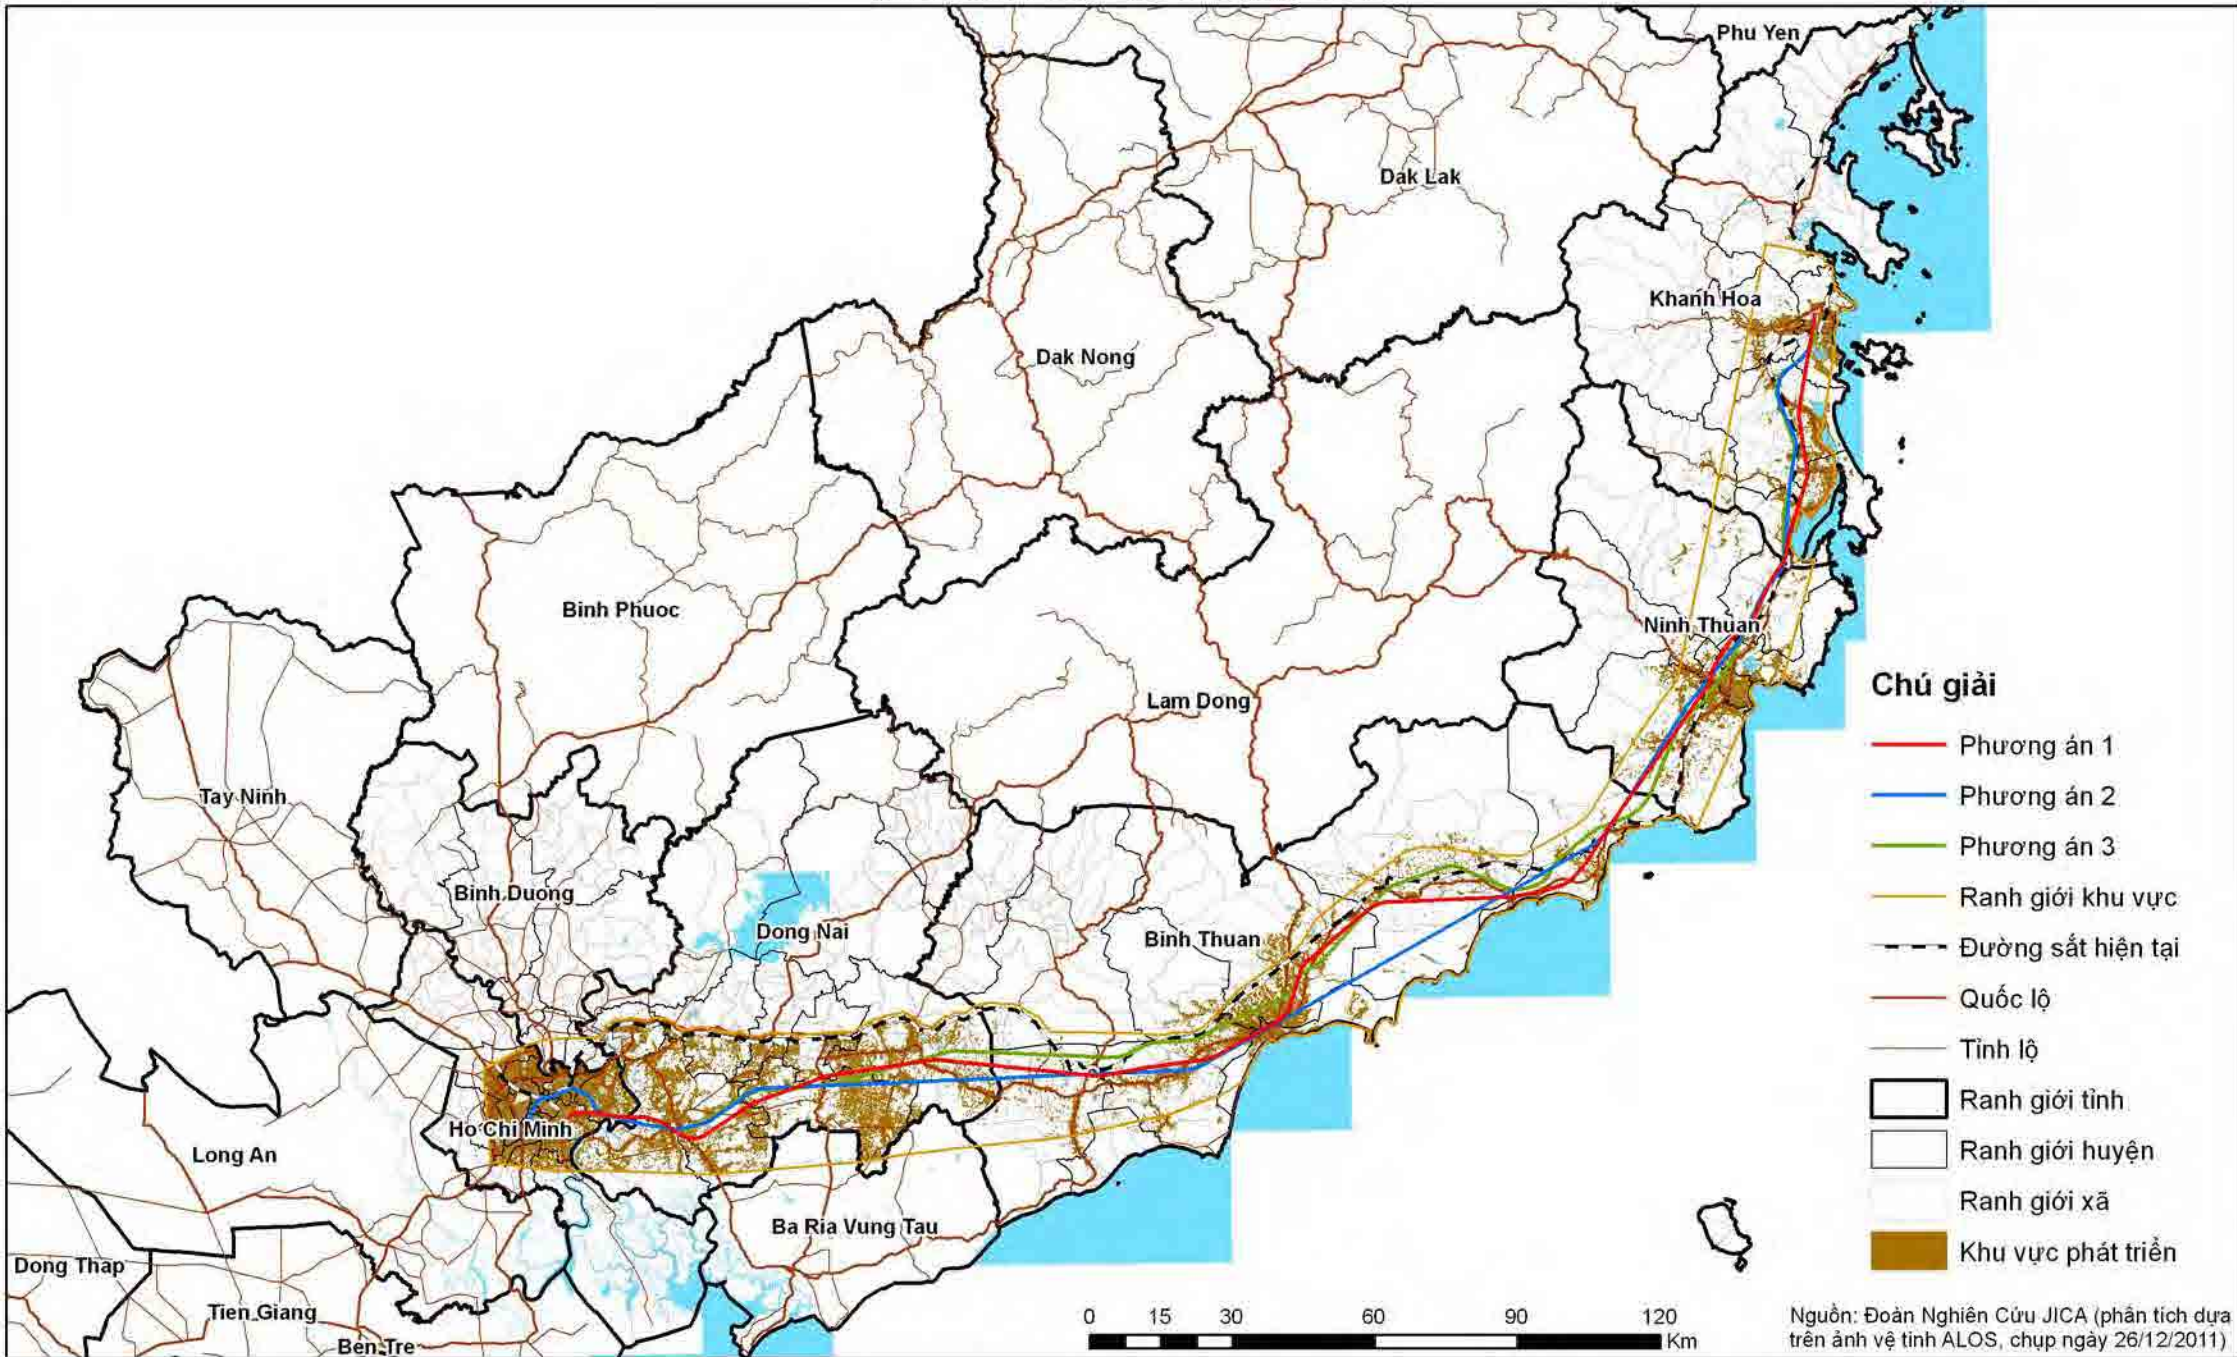 Phu Yen
Dak Lak
Khanh Hoa
Dak Nong
Binh Phuoc
Ninh Thuan
Lam Dong
Tay Ninh
Binh Duong
Dong Nai
Binh Thuan
Ho Chi Minh
Long An
Ba Ria Vung Tau
Dong Thap
Tien Giang
Ben Tre
Chú giải
Phương án 1
Phương án 2
Phương án 3
Ranh giới khu vực
Đường sắt hiện tại
Quốc lộ
Tỉnh lộ
Ranh giới tỉnh
Ranh giới huyện
Ranh giới xã
Khu vực phát triển
0 15 30 60 90 120
Km
Nguồn: Đoàn Nghiên Cứu JICA (phân tích dựa
trên ảnh vệ tinh ALOS, chụp ngày 26/12/2011)